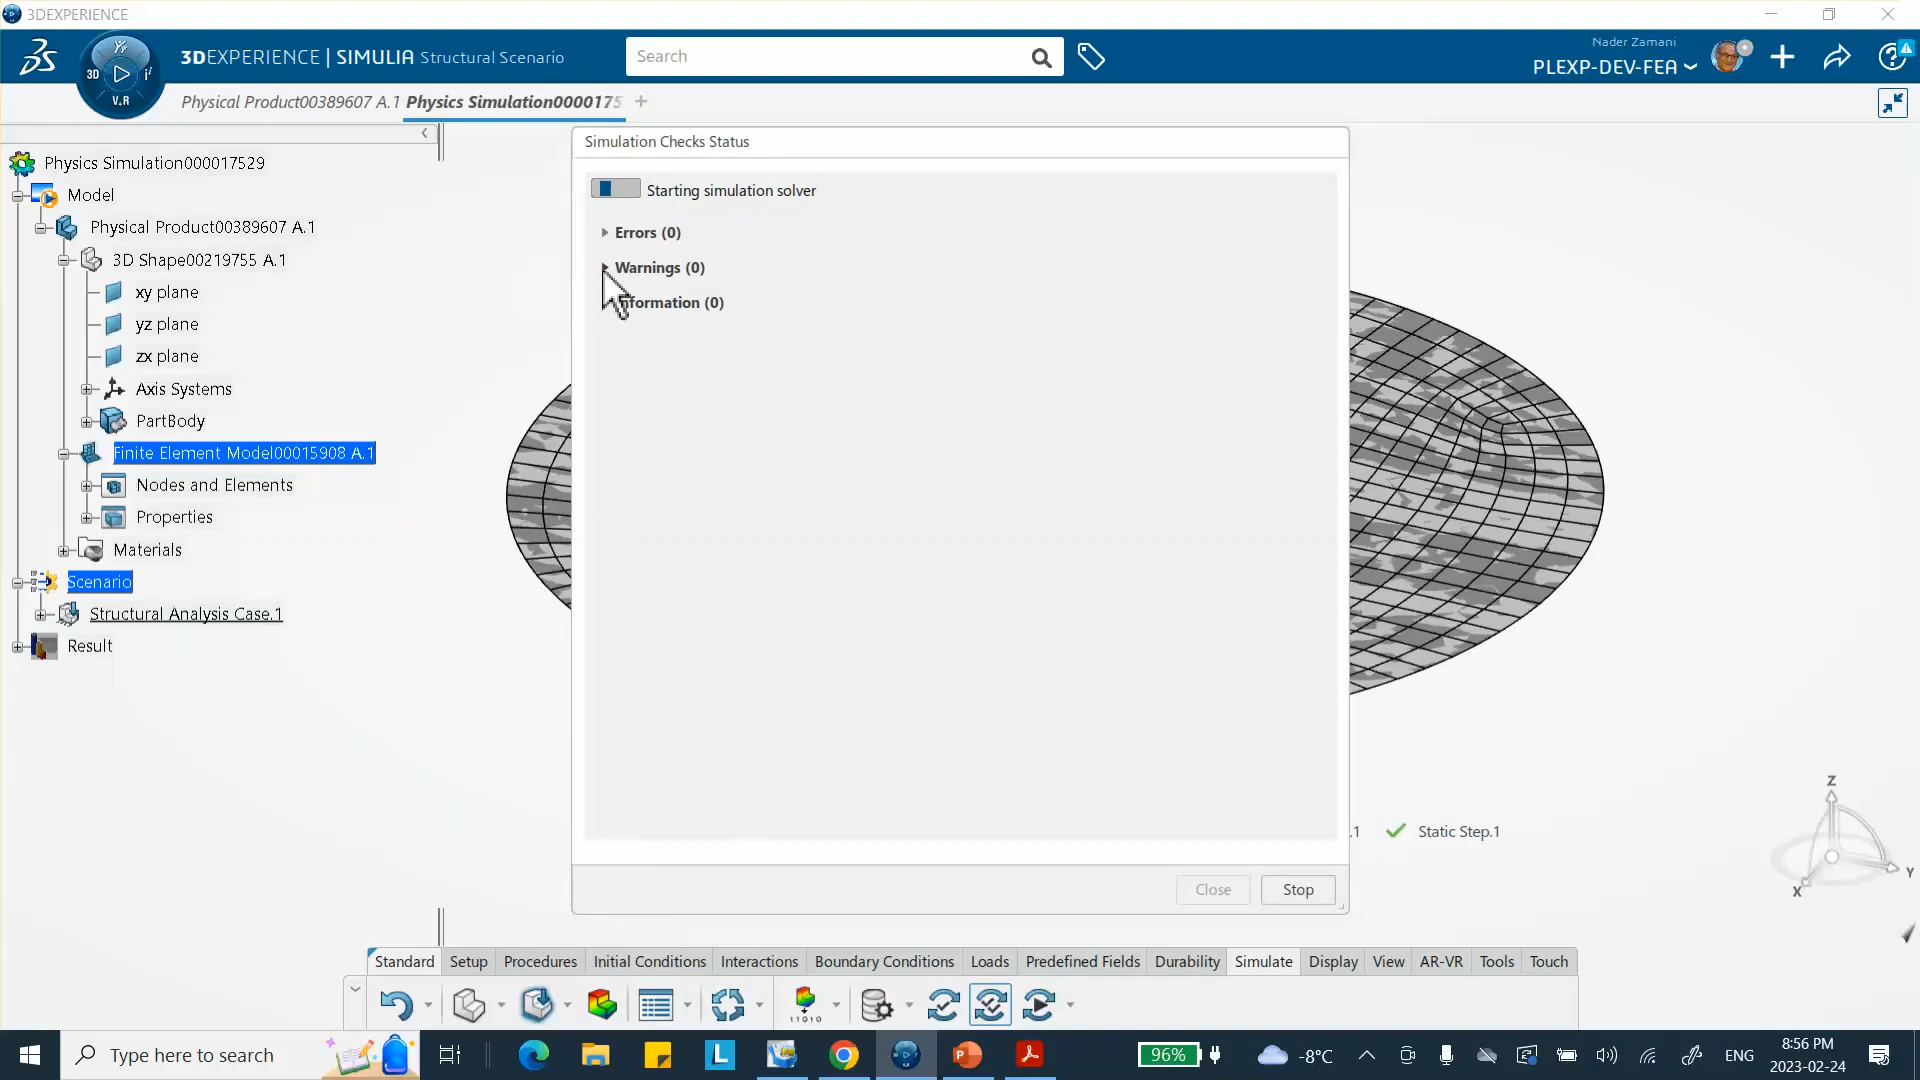 3DEXPERIENCE
3D
V.R
3DEXPERIENCE | SIMULIA Structural Scenario
Search
Nader Zamani
PLEXP-DEV-FEA
Physical Product00389607 A.1
Physics Simulation0000175
Physics Simulation000017529
Model
Physical Product00389607 A.1
3D Shape00219755 A.1
xy plane
yz plane
zx plane
Axis Systems
PartBody
Finite Element Model00015908 A.1
Nodes and Elements
Properties
Materials
Scenario
Structural Analysis Case.1
Result
Simulation Checks Status
Starting simulation solver
Errors (0)
Warnings (0)
nformation (0)
.1
Static Step.1
Close
Stop
Z
Y
X
Standard
Setup
Procedures
Initial Conditions
Interactions
Boundary Conditions
Loads
Predefined Fields
Durability
Simulate
Display
View
AR-VR
Tools
Touch
11010
Type here to search
96%
-8°C
ENG
8:56 PM
2023-02-24